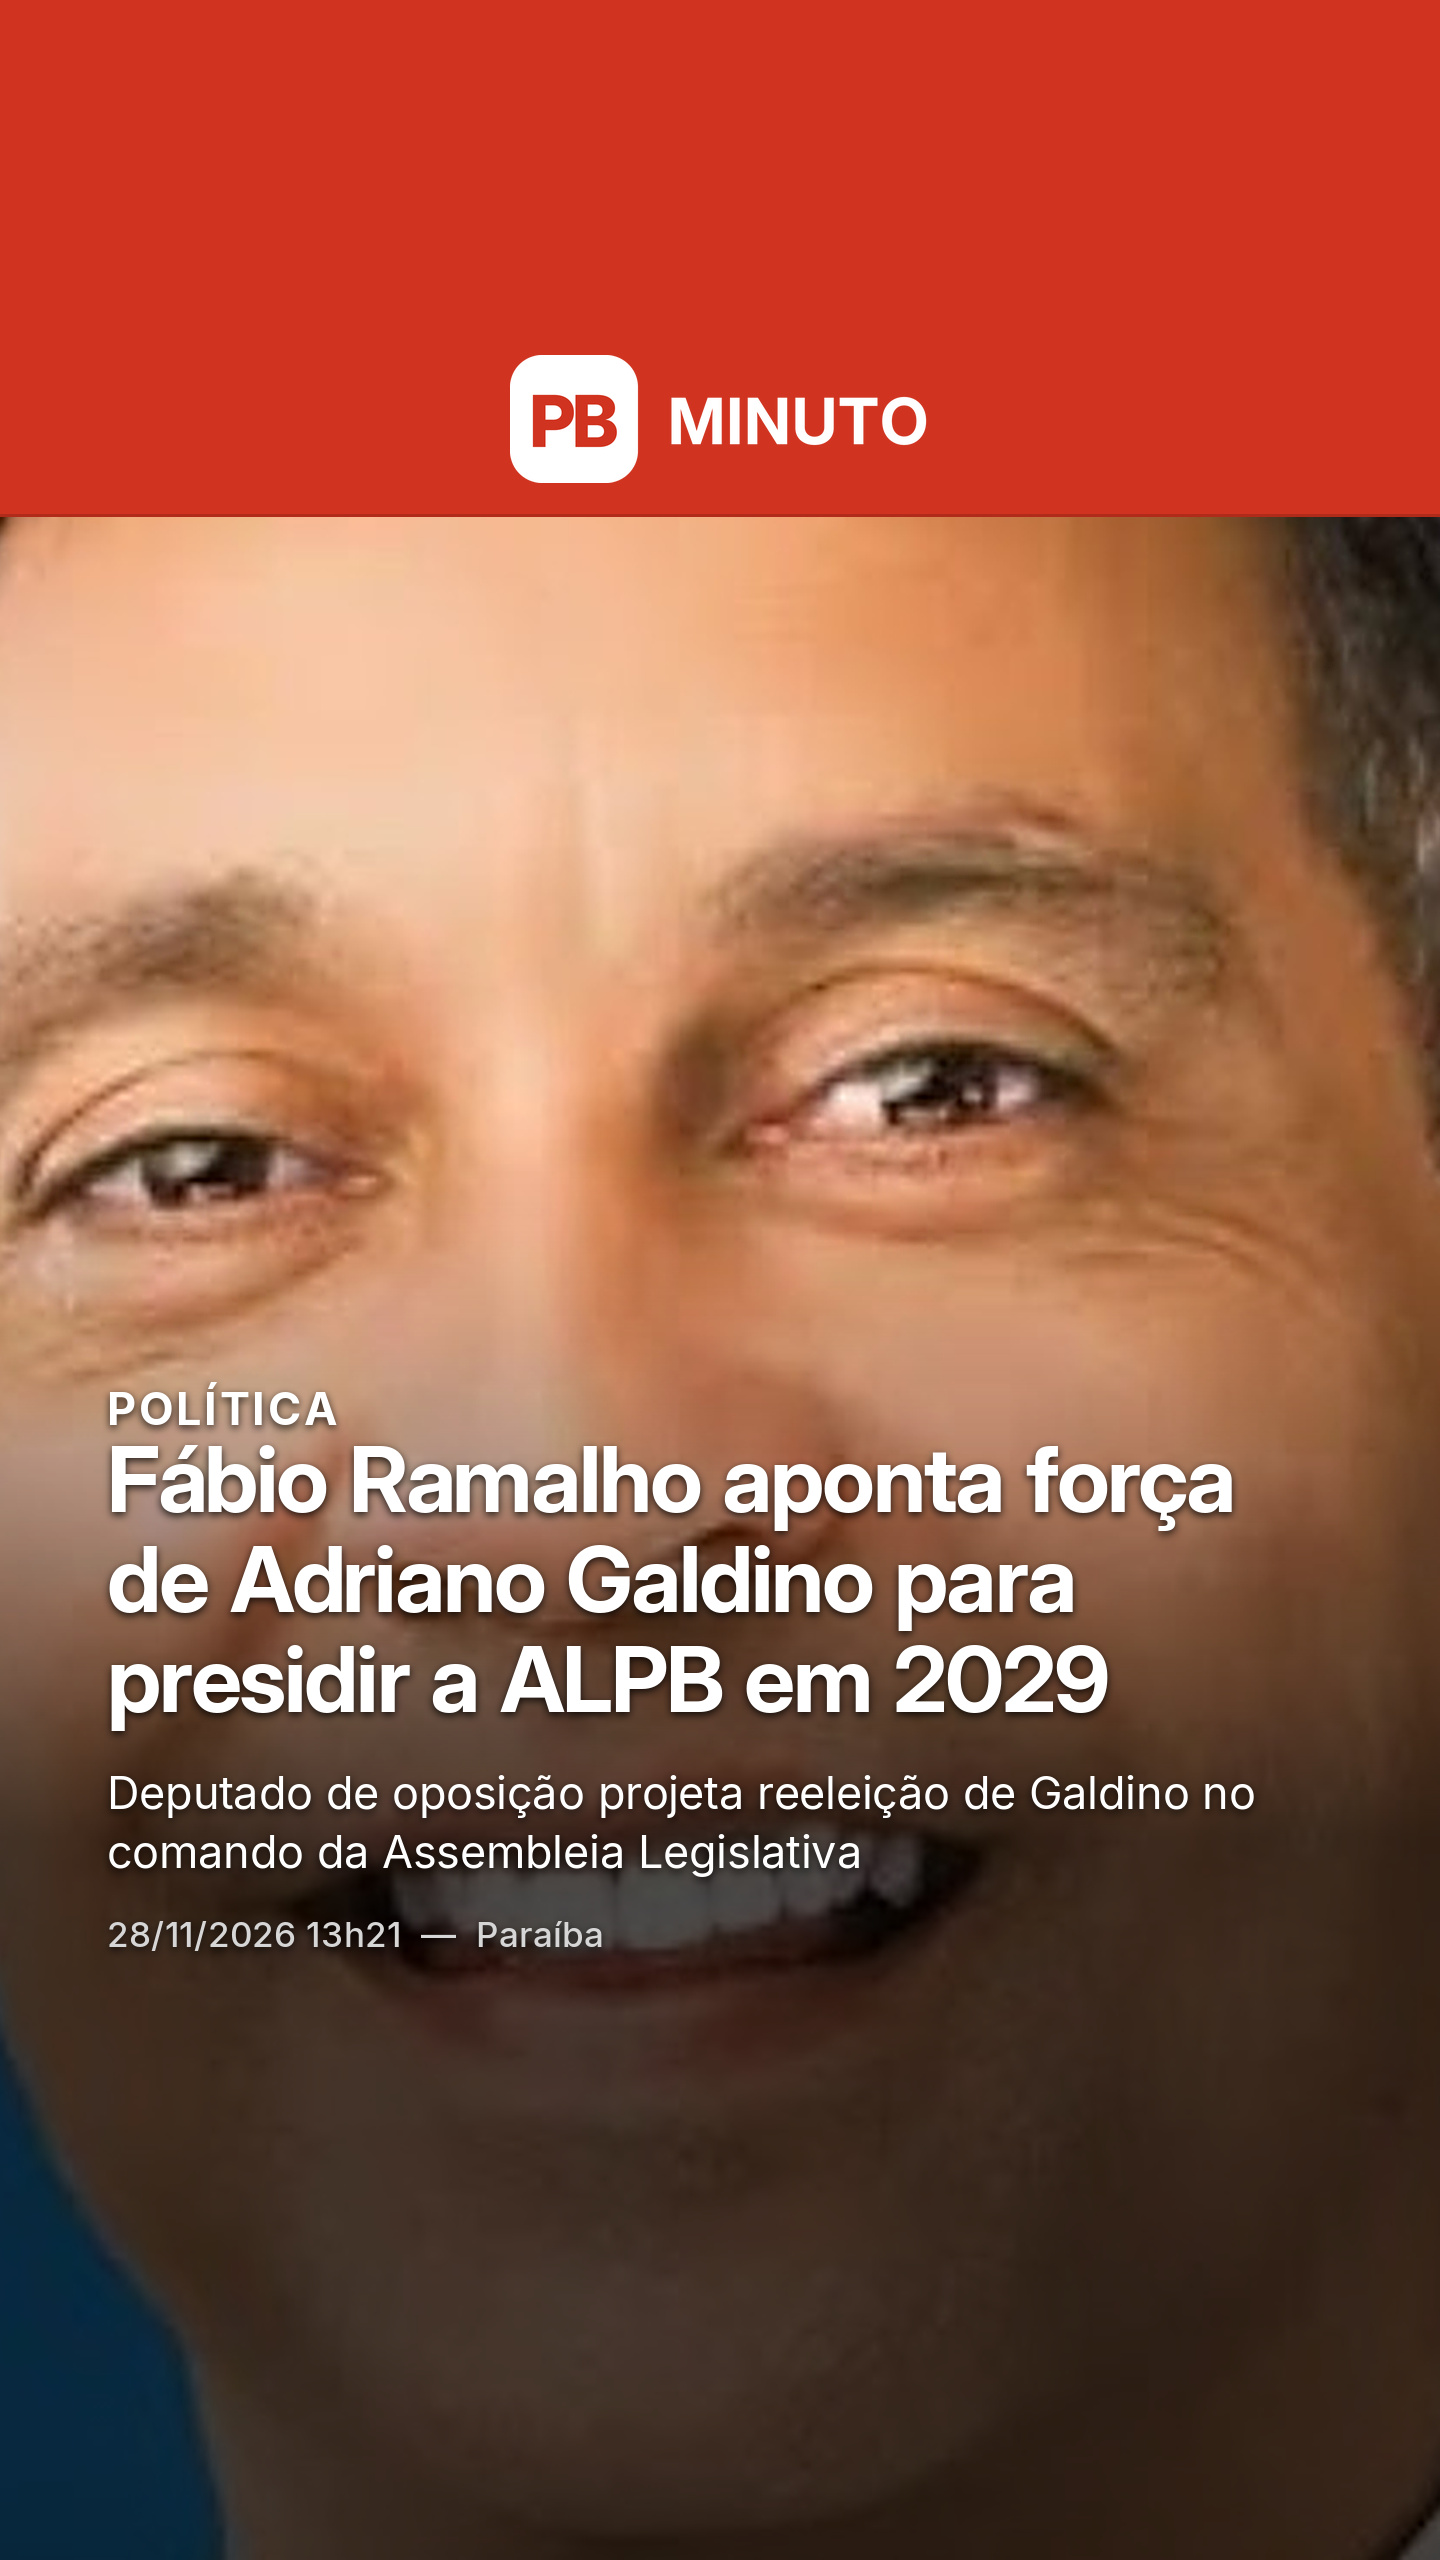 PB MINUTO
POLÍTICA
Fábio Ramalho aponta força
de Adriano Galdino para
presidir a ALPB em 2029
Deputado de oposição projeta reeleição de Galdino no
comando da Assembleia Legislativa
28/11/2026 13h21 — Paraíba